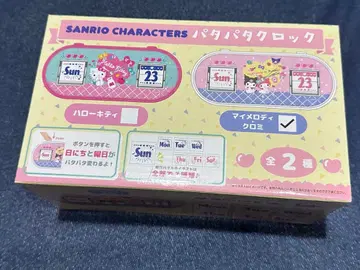 SANRIO CHARACTERS パタパタクロック
Sun
23
Sun
23
ハローキティ
マイメロディ
クロミ
ボタンを押すと
日にちと曜日が
パタパタ変わるよ!
Sun
Mon Tue Wed
Thu Fri Sat
全2種